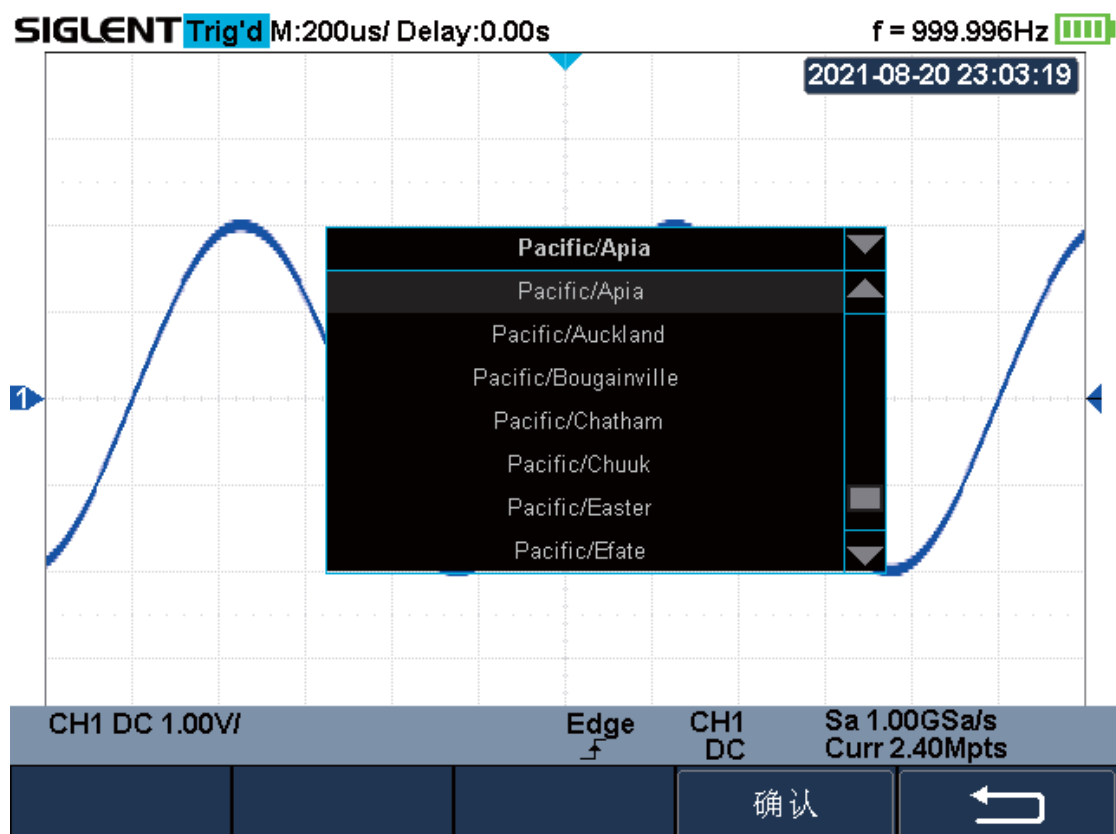 SIGLENT Trig'd M:200us/ Delay:0.00s f = 999.996Hz
2021-08-20 23:03:19
Pacific/Apia
Pacific/Apia
Pacific/Auckland
Pacific/Bougainville
1
Pacific/Chatham
Pacific/Chuuk
Pacific/Easter
Pacific/Efate
CH1 DC 1.00V/ Edge CH1 Sa 1.00GSa/s
DC Curr 2.40Mpts
确认